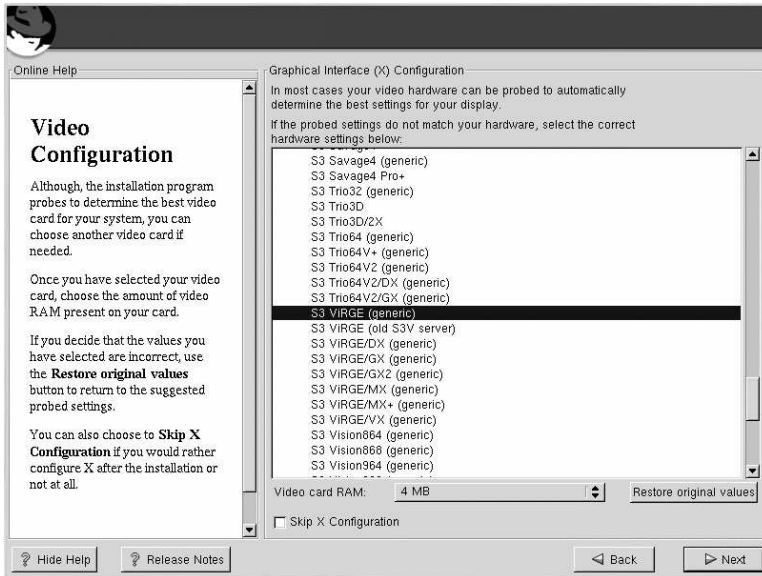 Online Help
Video
Configuration
Although, the installation program
probes to determine the best video
card for your system, you can
choose another video card if
needed.
Once you have selected your video
card, choose the amount of video
RAM present on your card.
If you decide that the values you
have selected are incorrect, use
the Restore original values
button to return to the suggested
probed settings.
You can also choose to Skip X
Configuration if you would rather
configure X after the installation or
not at all.
Graphical Interface (X) Configuration
In most cases your video hardware can be probed to automatically
determine the best settings for your display.
If the probed settings do not match your hardware, select the correct
hardware settings below:
S3 Savage4 (generic)
S3 Savage4 Pro+
S3 Trio32 (generic)
S3 Trio3D
S3 Trio3D/2X
S3 Trio64 (generic)
S3 Trio64V+ (generic)
S3 Trio64V2 (generic)
S3 Trio64V2/DX (generic)
S3 Trio64V2/GX (generic)
S3 ViRGE (generic)
S3 ViRGE (old S3V server)
S3 ViRGE/DX (generic)
S3 ViRGE/GX (generic)
S3 ViRGE/GX2 (generic)
S3 ViRGE/MX (generic)
S3 ViRGE/MX+ (generic)
S3 ViRGE/VX (generic)
S3 Vision864 (generic)
S3 Vision868 (generic)
S3 Vision964 (generic)
Video card RAM: 4 MB Restore original values
Skip X Configuration
Hide Help Release Notes Back Next